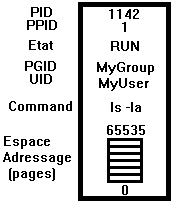 PID 1142
PPID 1
Etat RUN
PGID MyGroup
UID MyUser
Command ls -la
65535
Espace
Adressage
(pages)
0